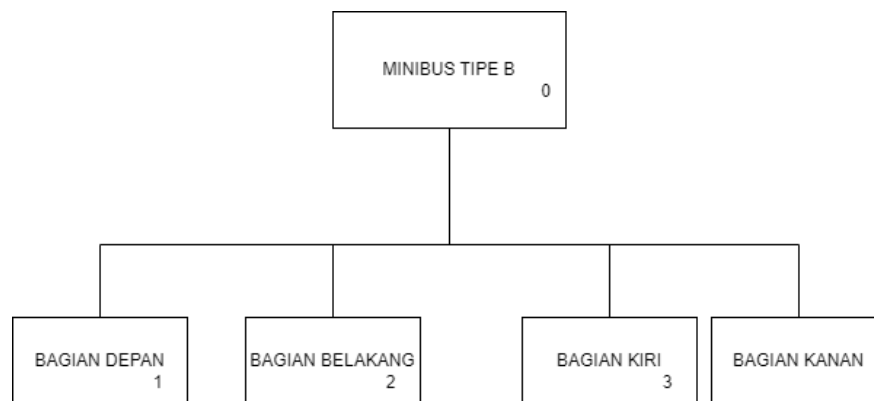 MINIBUS TIPE B
0
BAGIAN DEPAN
1
BAGIAN BELAKANG
2
BAGIAN KIRI
3
BAGIAN KANAN